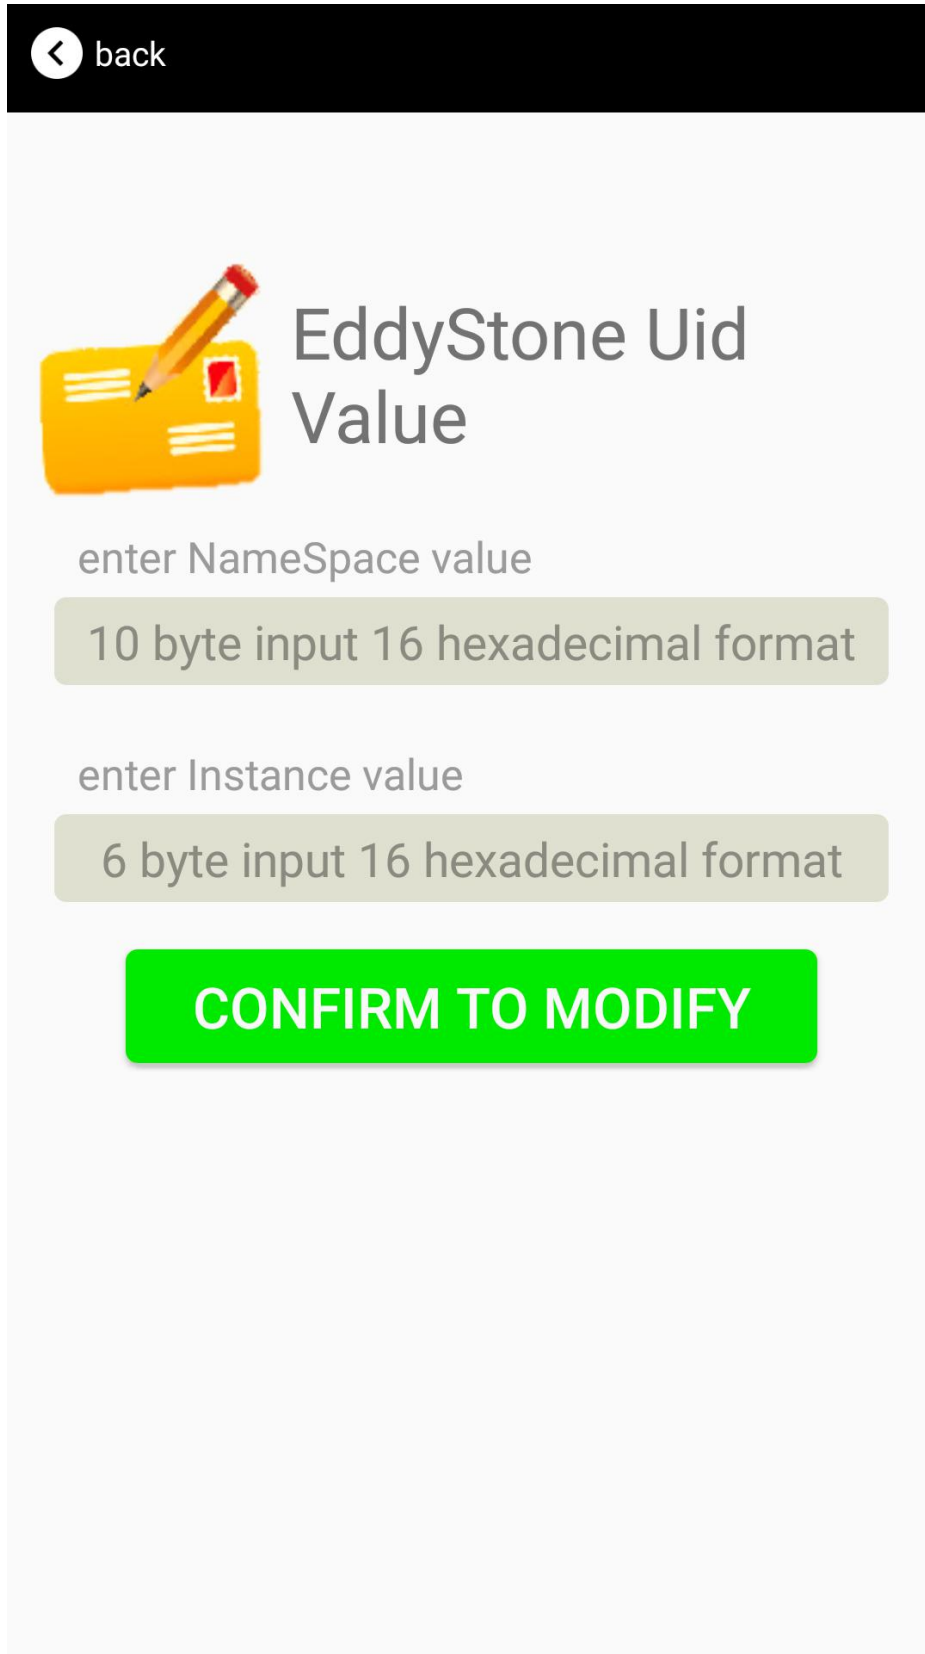 back
EddyStone Uid
Value
enter NameSpace value
10 byte input 16 hexadecimal format
enter Instance value
6 byte input 16 hexadecimal format
CONFIRM TO MODIFY